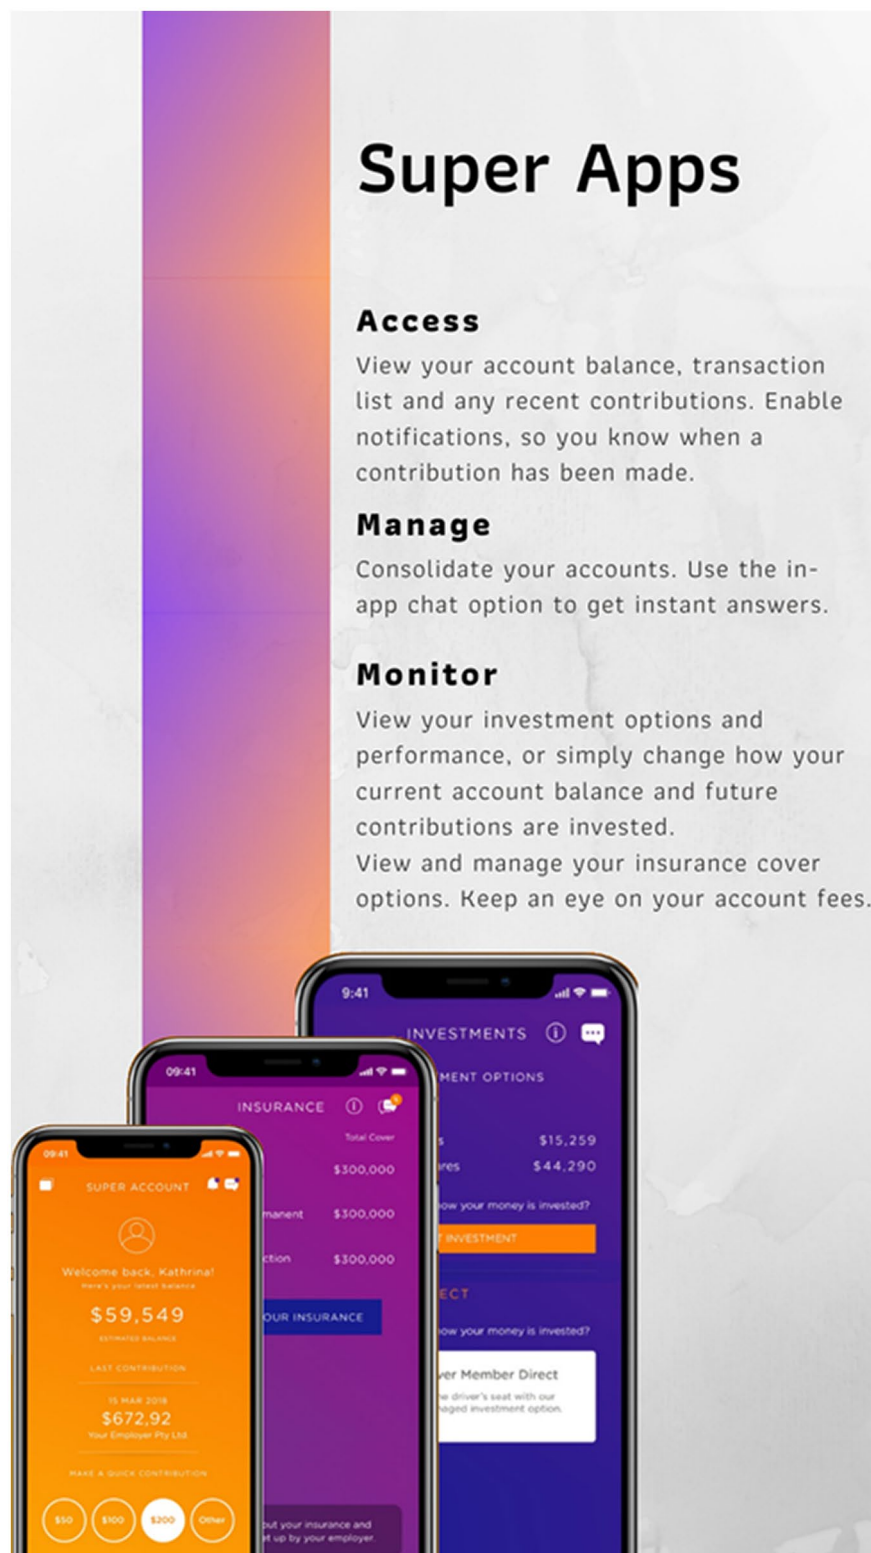 Super Apps
Access
View your account balance, transaction
list and any recent contributions. Enable
notifications, so you know when a
contribution has been made.
Manage
Consolidate your accounts. Use the in-
app chat option to get instant answers.
Monitor
View your investment options and
performance, or simply change how your
current account balance and future
contributions are invested.
View and manage your insurance cover
options. Keep an eye on your account fees.
9:41
INVESTMENTS
MENT OPTIONS
$15,259
$44,290
ow your money is invested?
INVESTMENT
ECT
ow your money is invested?
ver Member Direct
e driver's seat with our
naged investment option.
09:41
INSURANCE
Total Cover
$300,000
manent $300,000
ction $300,000
OUR INSURANCE
out your insurance and
et up by your employer.
09:41
SUPER ACCOUNT
Welcome back, Kathrina!
Here's your latest balance
$59,549
ESTIMATED BALANCE
LAST CONTRIBUTION
15 MAR 2018
$672,92
Your Employer Pty Ltd.
MAKE A QUICK CONTRIBUTION
$50 $100 $200 Other